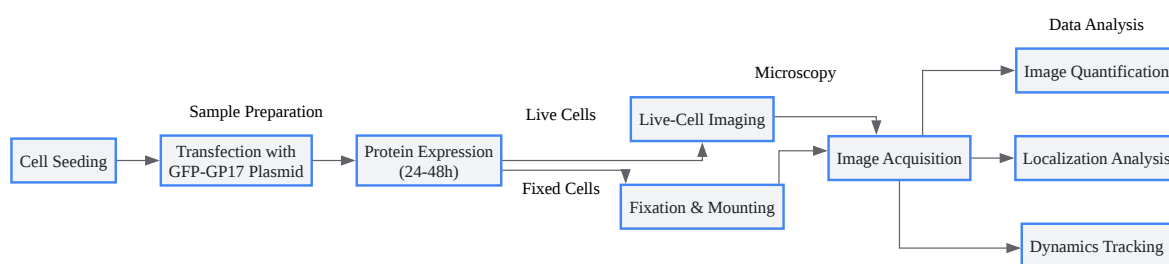 Data Analysis
Microscopy
Image Quantification
Sample Preparation
Live Cells
Live-Cell Imaging
Cell Seeding
Transfection with
GFP-GP17 Plasmid
Protein Expression
(24-48h)
Image Acquisition
Localization Analysis
Fixed Cells
Fixation & Mounting
Dynamics Tracking